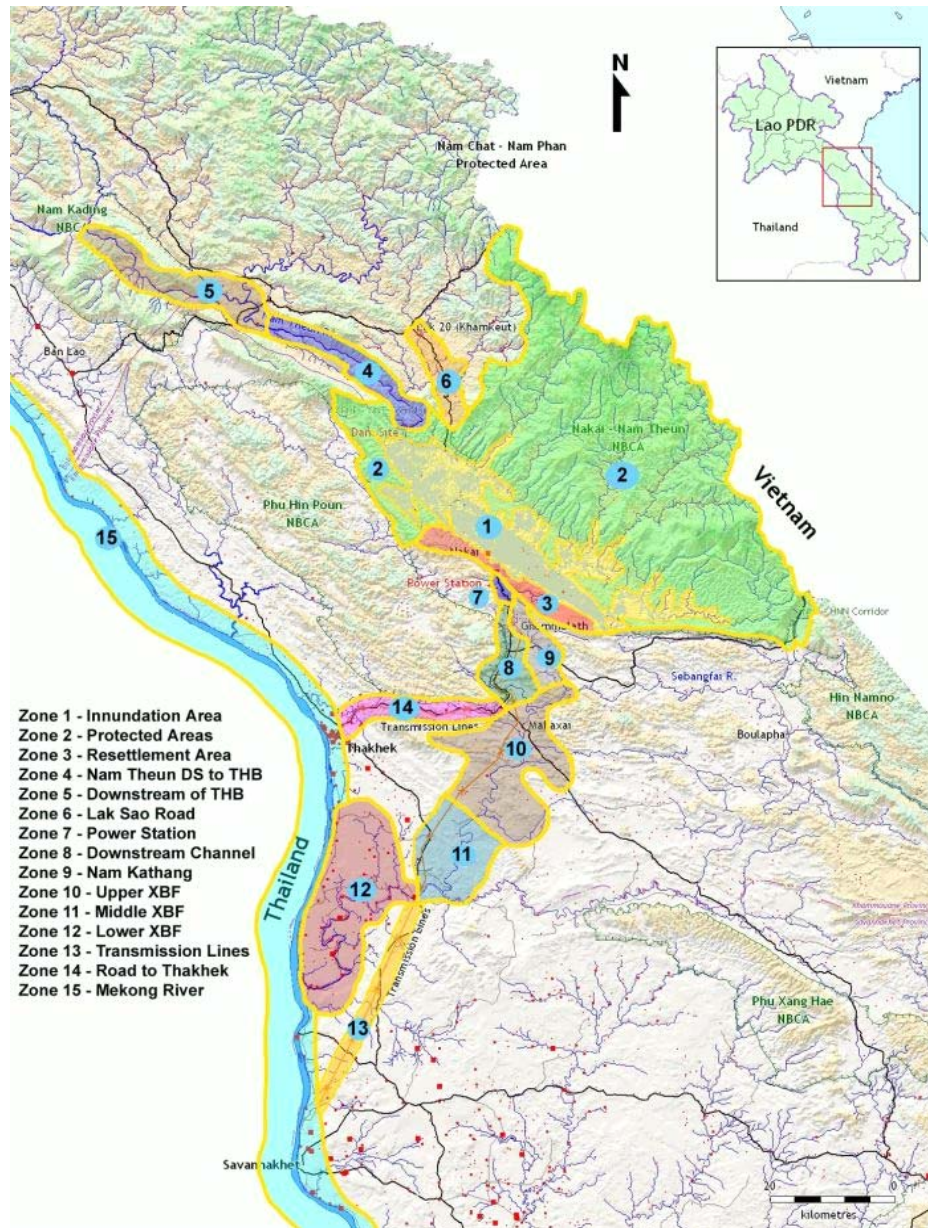 N
Vietnam
Lao PDR
Thailand
Nam Chat - Nam Phan
Protected Area
Nam Kading
NBC
5
20 (Khamkeut)
Ban Lao
4
6
Nakai - Nam Theun
NBCA
2
2
Vietnam
Phu Hin Poun
NBCA
1
15
Nakai
Power Station
7
3
9
8
Sebangfai R.
Hin Namno
NBCA
14
Transmission Lines
Mahaxai
10
Boulapha
Thakhek
Zone 1 - Innundation Area
Zone 2 - Protected Areas
Zone 3 - Resettlement Area
Zone 4 - Nam Theun DS to THB
Zone 5 - Downstream of THB
Zone 6 - Lak Sao Road
Zone 7 - Power Station
Zone 8 - Downstream Channel
Zone 9 - Nam Kathang
Zone 10 - Upper XBF
Zone 11 - Middle XBF
Zone 12 - Lower XBF
Zone 13 - Transmission Lines
Zone 14 - Road to Thakhek
Zone 15 - Mekong River
Thailand
11
12
Transmission Lines
Phu Xang Hae
NBCA
13
Savannakhet
20 0
kilometres